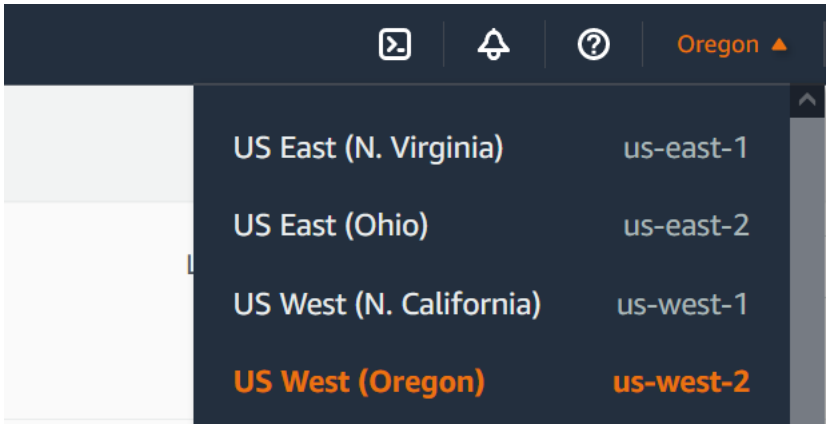 Oregon
US East (N. Virginia) us-east-1
US East (Ohio) us-east-2
US West (N. California) us-west-1
US West (Oregon) us-west-2